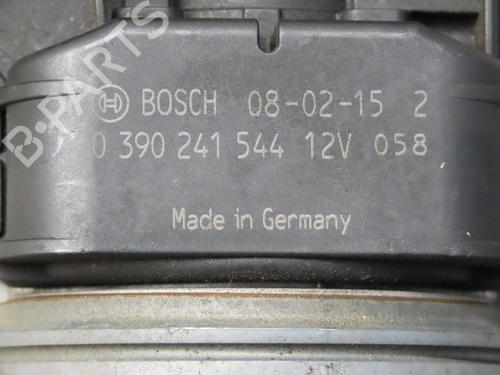 B-PARTS
BOSCH 08-02-15 2
0 390 241 544 12V 058
Made in Germany